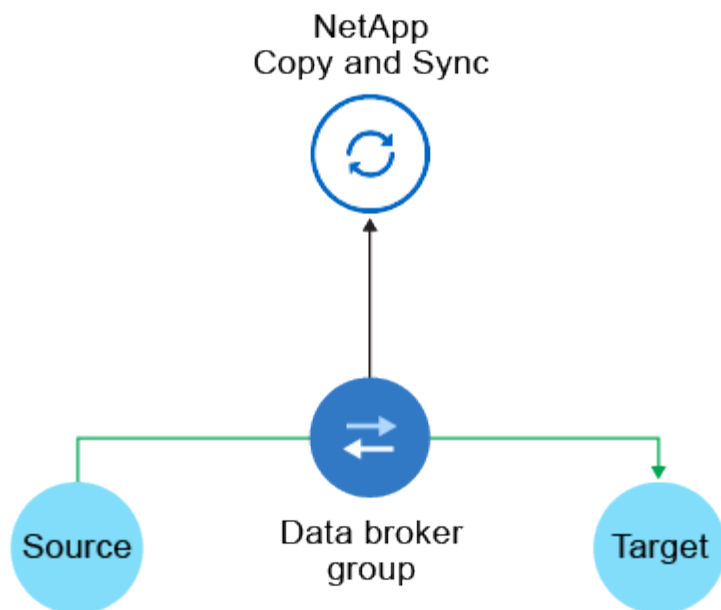 NetApp
Copy and Sync
Source
Data broker
group
Target